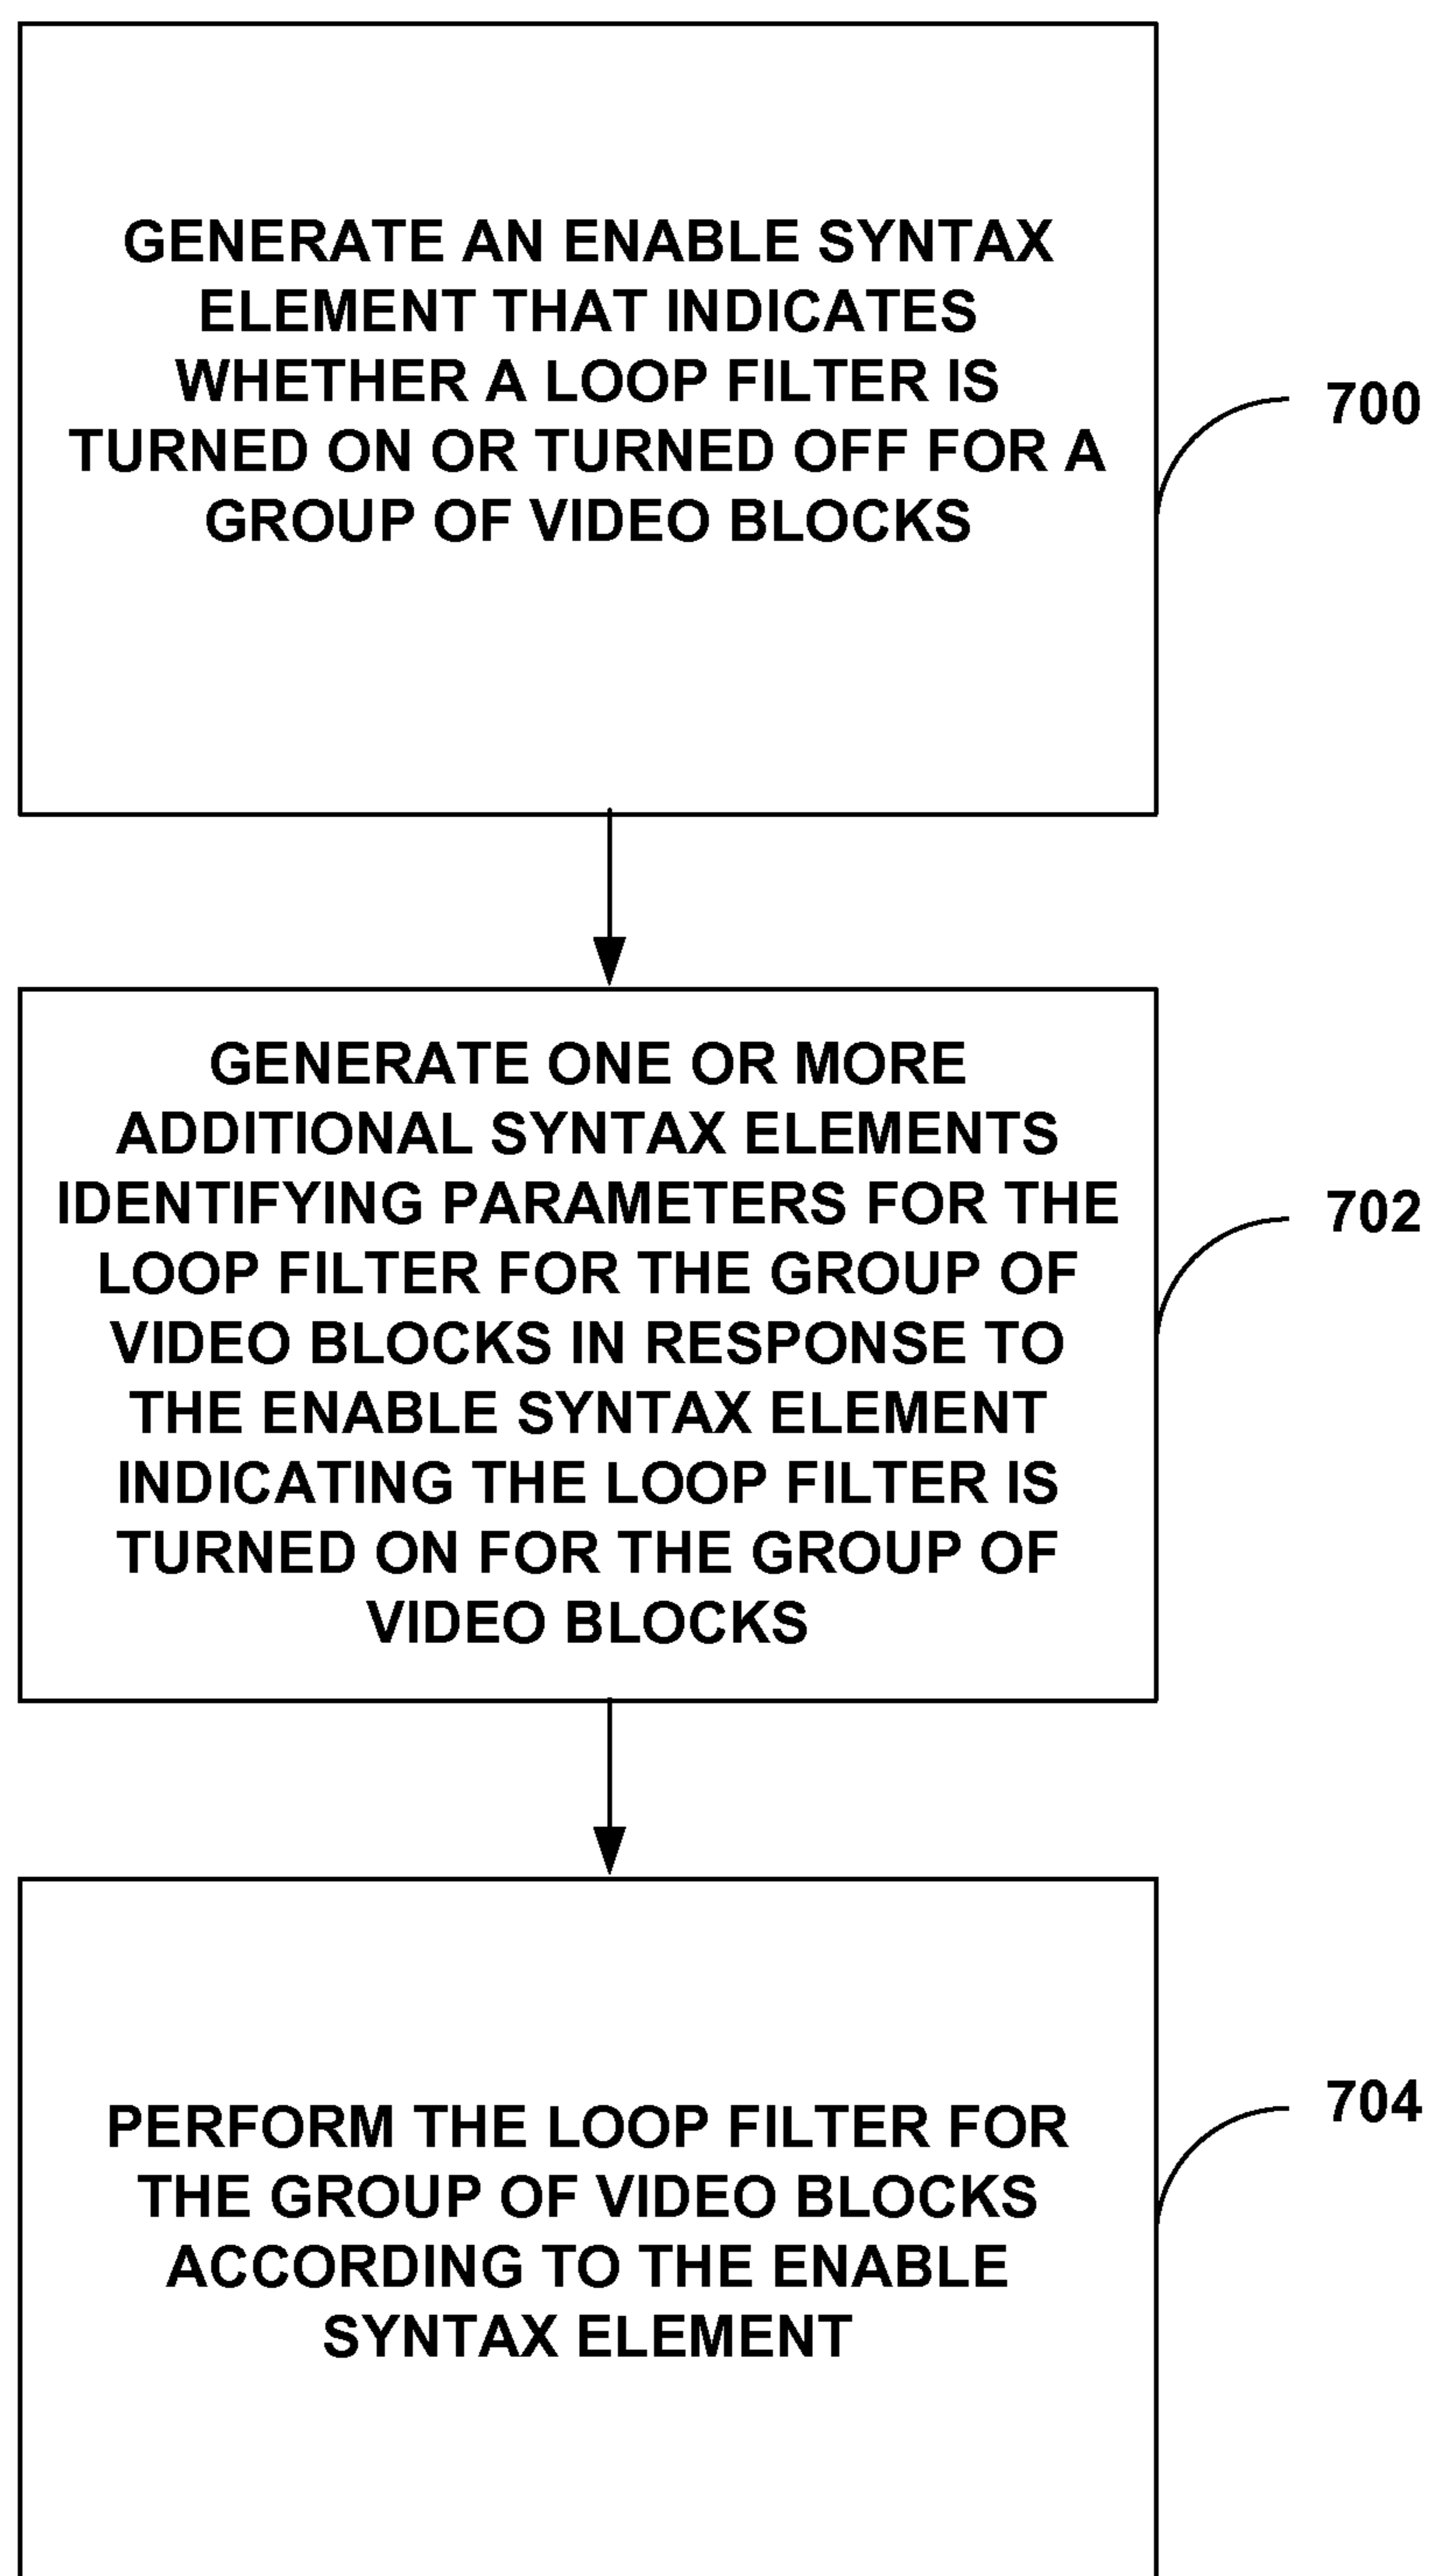 GENERATE AN ENABLE SYNTAX
ELEMENT THAT INDICATES
WHETHER A LOOP FILTER IS
TURNED ON OR TURNED OFF FOR A
GROUP OF VIDEO BLOCKS
700
GENERATE ONE OR MORE
ADDITIONAL SYNTAX ELEMENTS
IDENTIFYING PARAMETERS FOR THE
LOOP FILTER FOR THE GROUP OF
VIDEO BLOCKS IN RESPONSE TO
THE ENABLE SYNTAX ELEMENT
INDICATING THE LOOP FILTER IS
TURNED ON FOR THE GROUP OF
VIDEO BLOCKS
702
PERFORM THE LOOP FILTER FOR
THE GROUP OF VIDEO BLOCKS
ACCORDING TO THE ENABLE
SYNTAX ELEMENT
704